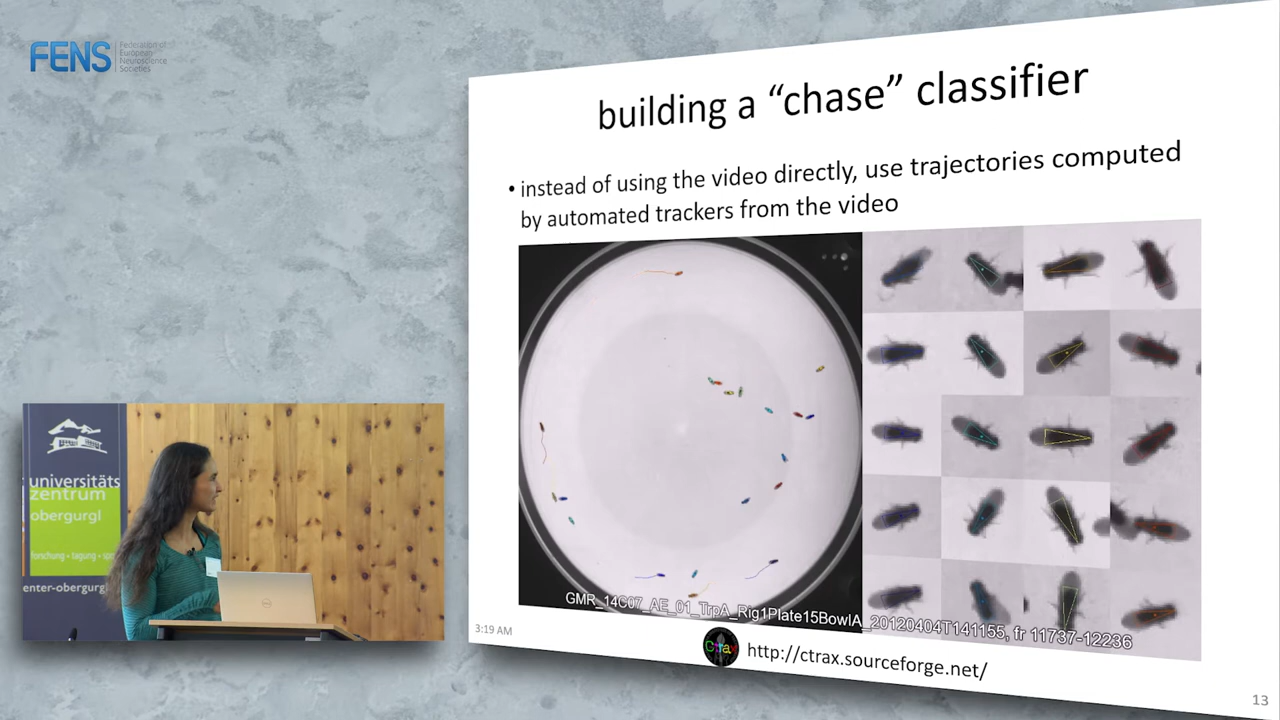 FENS
Federation of
European
Neuroscience
Societies
building a “chase” classifier
• instead of using the video directly, use trajectories computed
by automated trackers from the video
GMR_14C07_AE_01_TrpA_Rig1Plate15BowlA_20120404T141155, fr 11737-12236
3:19 AM
Ctrax
http://ctrax.sourceforge.net/
13
universitäts
zentrum
obergurgl
forschung • tagung •
enter-obergurgl